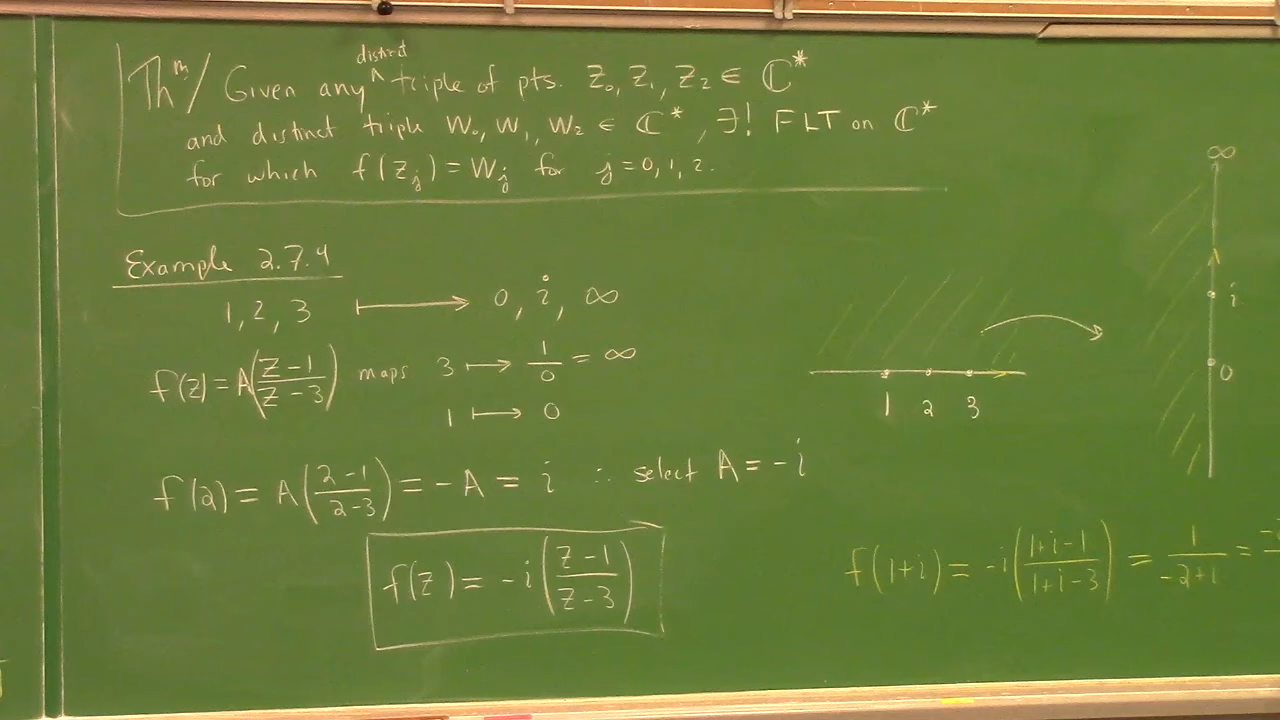 Thm/ Given any distinct triple of pts. Z₀, Z₁, Z₂ ∈ ℂ*
and distinct triple W₀, W₁, W₂ ∈ ℂ*, ∃! FLT on ℂ*
for which f(Zⱼ) = Wⱼ for j = 0, 1, 2.
Example 2.7.4
1, 2, 3 ⟼ 0, i, ∞
f(z) = A((z-1)/(z-3)) maps 3 ⟼ 1/0 = ∞
1 ⟼ 0
f(2) = A((2-1)/(2-3)) = -A = i ∴ select A = -i
f(z) = -i((z-1)/(z-3))
1 2 3
∞
i
0
f(1+i) = -i((1+i-1)/(1+i-3)) = 1/(-2+i) =